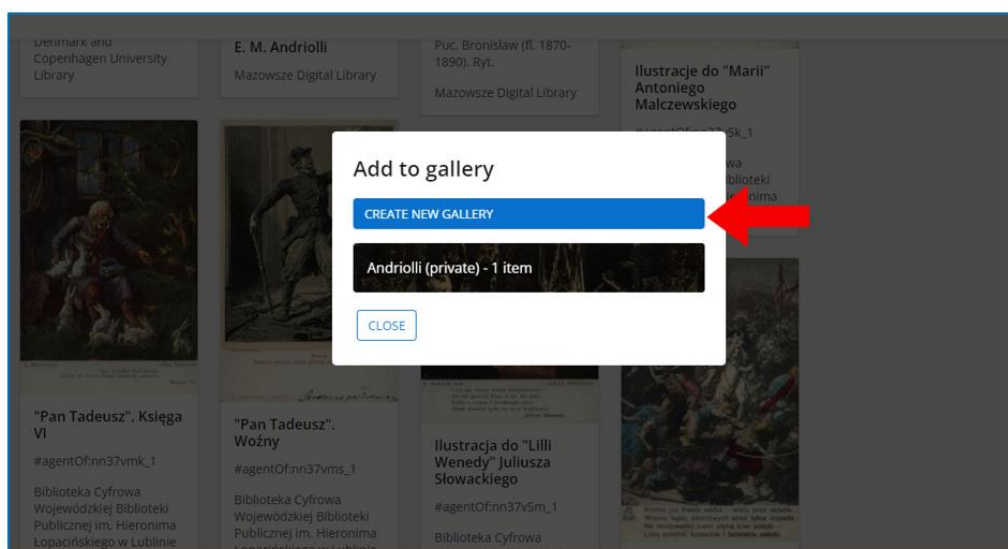 Denmark and
Copenhagen University
Library
E. M. Andriolli
Mazowsze Digital Library
Puc, Bronisław (fl. 1870-
1890). Ryt.
Mazowsze Digital Library
Ilustracje do "Marii"
Antoniego
Malczewskiego
Add to gallery
CREATE NEW GALLERY
Andriolli (private) - 1 item
CLOSE
"Pan Tadeusz". Księga
VI
#agentOf:nn37vmk_1
Biblioteka Cyfrowa
Wojewódzkiej Biblioteki
Publicznej im. Hieronima
Łopacińskiego w Lublinie
"Pan Tadeusz".
Woźny
#agentOf:nn37vms_1
Biblioteka Cyfrowa
Wojewódzkiej Biblioteki
Publicznej im. Hieronima
Łopacińskiego w Lublinie
Ilustracja do "Lilli
Wenedy" Juliusza
Słowackiego
#agentOf:nn37v5m_1
Biblioteka Cyfrowa